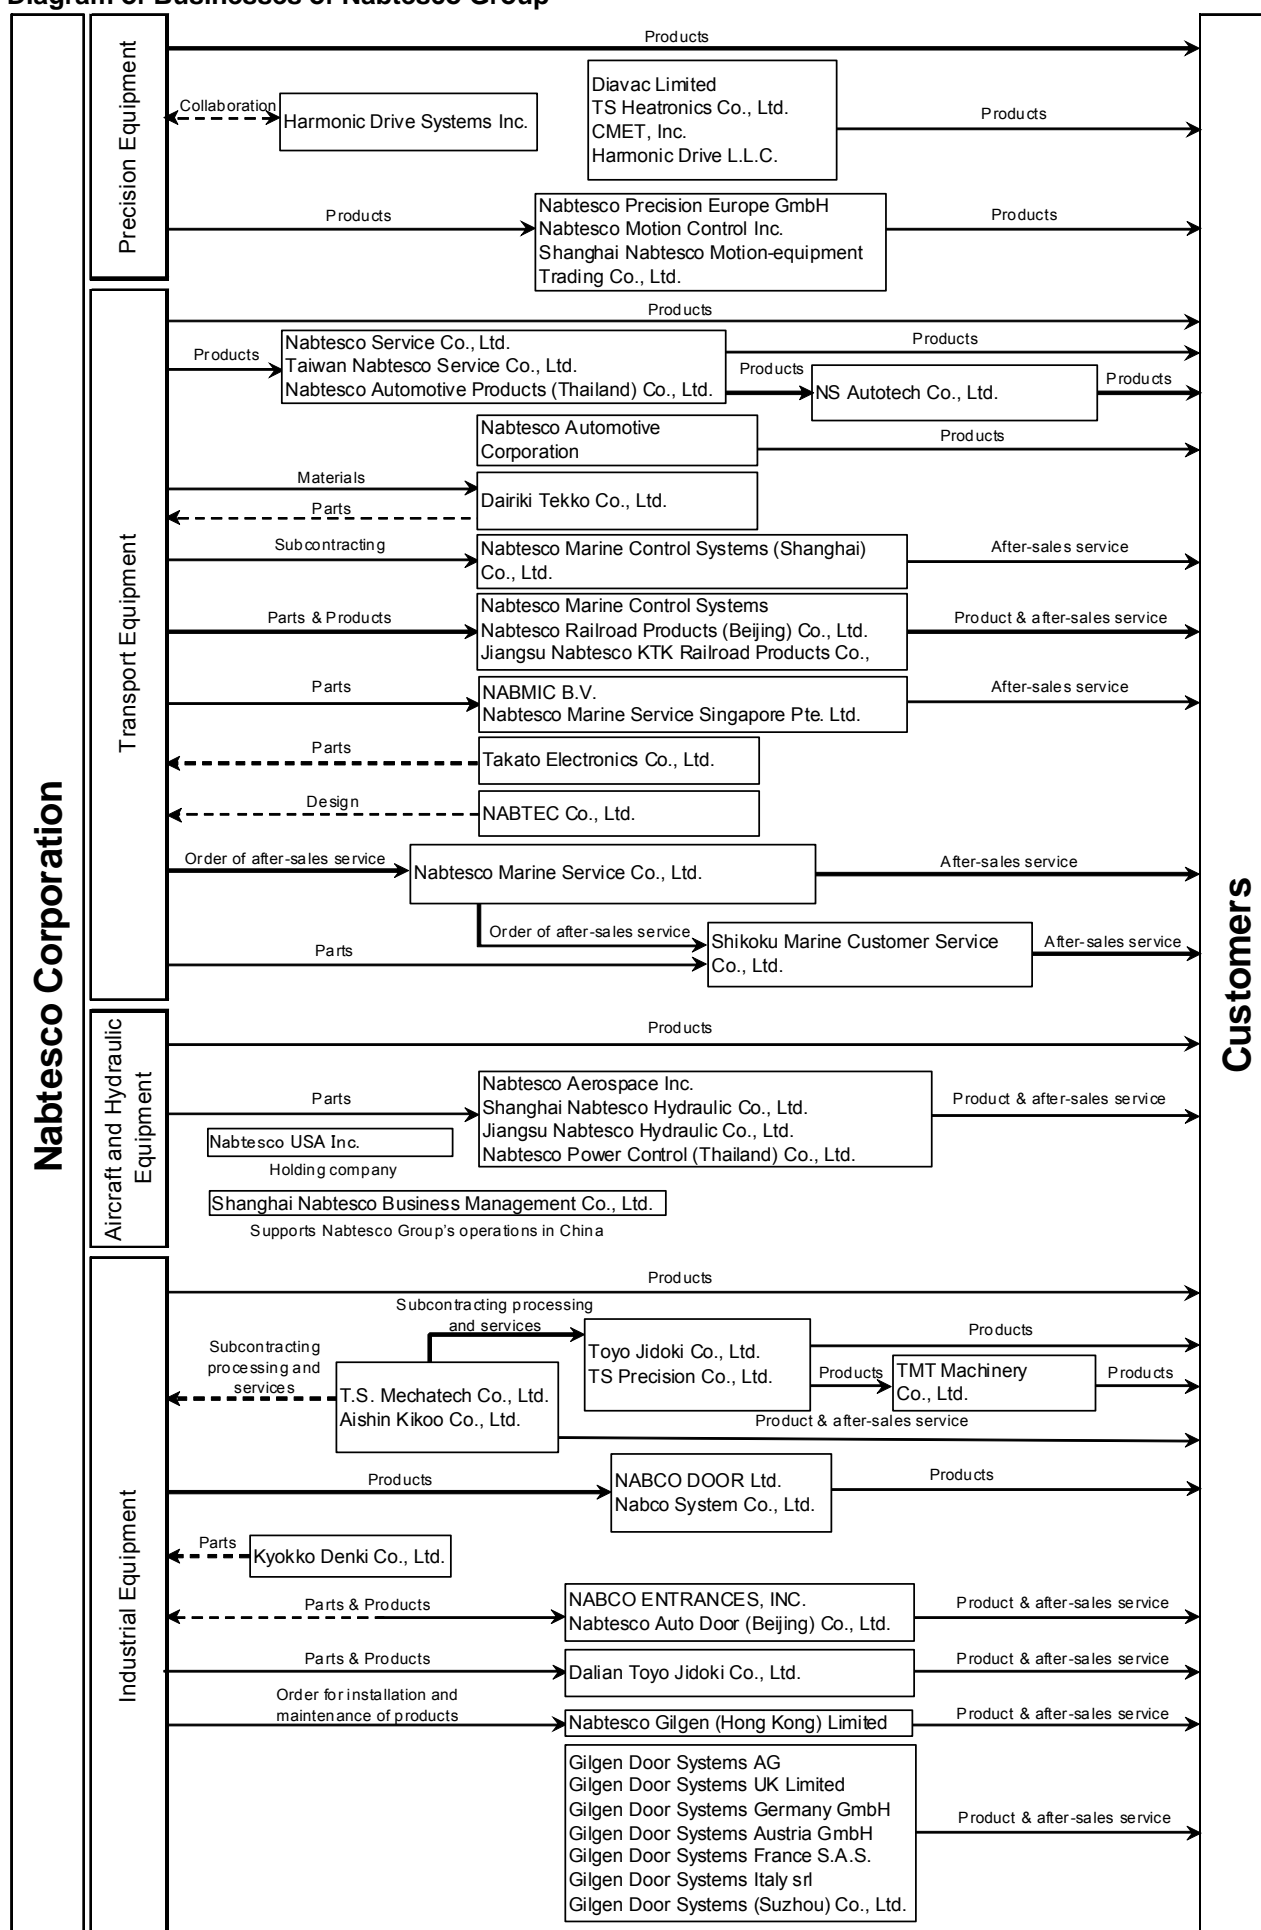 Diagram of Businesses of Nabtesco Group
Nabtesco Corporation
Customers
Precision Equipment
Products
Collaboration
Harmonic Drive Systems Inc.
Diavac Limited
TS Heatronics Co., Ltd.
CMET, Inc.
Harmonic Drive L.L.C.
Products
Products
Nabtesco Precision Europe GmbH
Nabtesco Motion Control Inc.
Shanghai Nabtesco Motion-equipment
Trading Co., Ltd.
Products
Transport Equipment
Products
Products
Nabtesco Service Co., Ltd.
Taiwan Nabtesco Service Co., Ltd.
Nabtesco Automotive Products (Thailand) Co., Ltd.
Products
Products
NS Autotech Co., Ltd.
Products
Nabtesco Automotive
Corporation
Products
Materials
Parts
Dairiki Tekko Co., Ltd.
Subcontracting
Nabtesco Marine Control Systems (Shanghai)
Co., Ltd.
After-sales service
Parts & Products
Nabtesco Marine Control Systems
Nabtesco Railroad Products (Beijing) Co., Ltd.
Jiangsu Nabtesco KTK Railroad Products Co.,
Product & after-sales service
Parts
NABMIC B.V.
Nabtesco Marine Service Singapore Pte. Ltd.
After-sales service
Parts
Takato Electronics Co., Ltd.
Design
NABTEC Co., Ltd.
Order of after-sales service
Nabtesco Marine Service Co., Ltd.
After-sales service
Order of after-sales service
Parts
Shikoku Marine Customer Service
Co., Ltd.
After-sales service
Aircraft and Hydraulic
Equipment
Products
Parts
Nabtesco Aerospace Inc.
Shanghai Nabtesco Hydraulic Co., Ltd.
Jiangsu Nabtesco Hydraulic Co., Ltd.
Nabtesco Power Control (Thailand) Co., Ltd.
Product & after-sales service
Nabtesco USA Inc.
Holding company
Shanghai Nabtesco Business Management Co., Ltd.
Supports Nabtesco Group's operations in China
Industrial Equipment
Products
Subcontracting processing
and services
Subcontracting
processing and
services
T.S. Mechatech Co., Ltd.
Aishin Kikoo Co., Ltd.
Toyo Jidoki Co., Ltd.
TS Precision Co., Ltd.
Products
Products
TMT Machinery
Co., Ltd.
Products
Product & after-sales service
Products
NABCO DOOR Ltd.
Nabco System Co., Ltd.
Products
Parts
Kyokko Denki Co., Ltd.
Parts & Products
NABCO ENTRANCES, INC.
Nabtesco Auto Door (Beijing) Co., Ltd.
Product & after-sales service
Parts & Products
Dalian Toyo Jidoki Co., Ltd.
Product & after-sales service
Order for installation and
maintenance of products
Nabtesco Gilgen (Hong Kong) Limited
Product & after-sales service
Gilgen Door Systems AG
Gilgen Door Systems UK Limited
Gilgen Door Systems Germany GmbH
Gilgen Door Systems Austria GmbH
Gilgen Door Systems France S.A.S.
Gilgen Door Systems Italy srl
Gilgen Door Systems (Suzhou) Co., Ltd.
Product & after-sales service